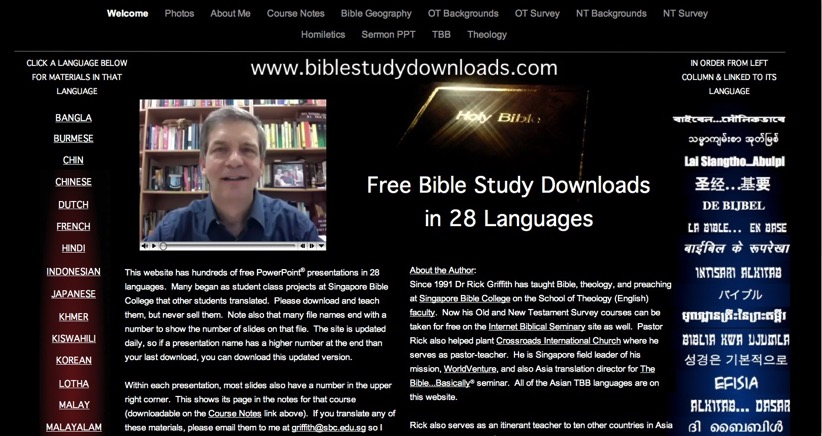 Welcome Photos About Me Course Notes Bible Geography OT Backgrounds OT Survey NT Backgrounds NT Survey
Homiletics Sermon PPT TBB Theology
CLICK A LANGUAGE BELOW
FOR MATERIALS IN THAT
LANGUAGE
BANGLA
BURMESE
CHIN
CHINESE
DUTCH
FRENCH
HINDI
INDONESIAN
JAPANESE
KHMER
KISWAHILI
KOREAN
LOTHA
MALAY
MALAYALAM
www.biblestudydownloads.com
Holy Bible
Free Bible Study Downloads
in 28 Languages
This website has hundreds of free PowerPoint® presentations in 28
languages. Many began as student class projects at Singapore Bible
College that other students translated. Please download and teach
them, but never sell them. Note also that many file names end with a
number to show the number of slides on that file. The site is updated
daily, so if a presentation name has a higher number at the end than
your last download, you can download this updated version.
Within each presentation, most slides also have a number in the upper
right corner. This shows its page in the notes for that course
(downloadable on the Course Notes link above). If you translate any of
these materials, please email them to me at griffith@sbc.edu.sg so I
About the Author:
Since 1991 Dr Rick Griffith has taught Bible, theology, and preaching
at Singapore Bible College on the School of Theology (English)
faculty. Now his Old and New Testament Survey courses can be
taken for free on the Internet Biblical Seminary site as well. Pastor
Rick also helped plant Crossroads International Church where he
serves as pastor-teacher. He is Singapore field leader of his
mission, WorldVenture, and also Asia translation director for The
Bible...Basically® seminar. All of the Asian TBB languages are on
this website.
Rick also serves as an itinerant teacher to ten other countries in Asia
IN ORDER FROM LEFT
COLUMN & LINKED TO ITS
LANGUAGE
বাইবেল...মৌলিকভাবে
သမ္မာကျမ်းစာ အုတ်မြစ်
Lai Siangtho..Abulpi
圣经...基要
DE BIJBEL
LA BIBLE... EN BASE
बाईबिल के रूपरेखा
INTISARI ALKITAB
バイブル
BIBLIA KWA UJUMLA
성경은 기본적으로
EFISIA
ALKITAB... DASAR
ദി ബൈബിൾ